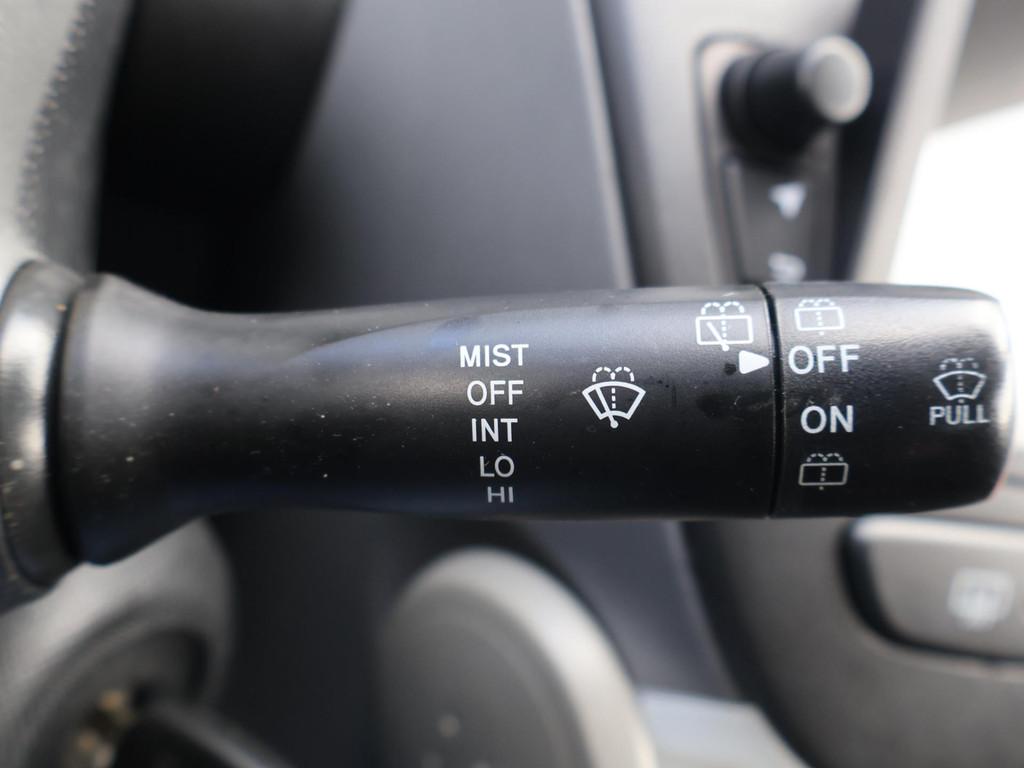 MIST
OFF
INT
LO
HI
OFF
ON
PULL